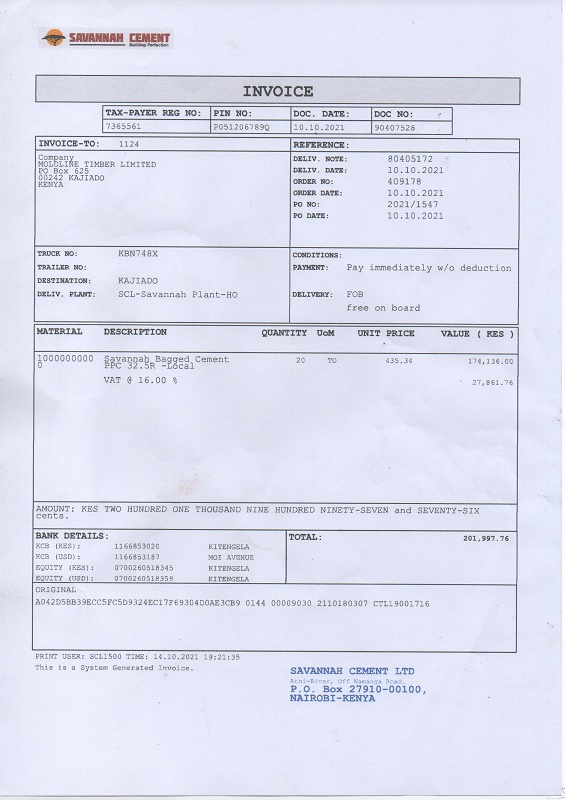 SAVANNAH CEMENT
Building Perfection
INVOICE
TAX-PAYER REG NO: PIN NO: DOC. DATE: DOC NO:
7365561 P051206789Q 10.10.2021 90407528
INVOICE-TO: 1124
Company
MOLOLINE TIMBER LIMITED
PO Box 625
00242 KAJIADO
KENYA
REFERENCE:
DELIV. NOTE: 80405172
DELIV. DATE: 10.10.2021
ORDER NO: 409178
ORDER DATE: 10.10.2021
PO NO: 2021/1547
PO DATE: 10.10.2021
TRUCK NO: KBN748X
TRAILER NO:
DESTINATION: KAJIADO
DELIV. PLANT: SCL-Savannah Plant-HO
CONDITIONS:
PAYMENT: Pay immediately w/o deduction
DELIVERY: FOB
free on board
MATERIAL DESCRIPTION QUANTITY UoM UNIT PRICE VALUE ( KES )
1000000000 Savannah Bagged Cement 20 TO 435.34 174,136.00
0 PPC 32.5R -Local
VAT @ 16.00 % 27,861.76
AMOUNT: KES TWO HUNDRED ONE THOUSAND NINE HUNDRED NINETY-SEVEN and SEVENTY-SIX
cents.
BANK DETAILS:
KCB (KES): 1166853020 KITENGELA
KCB (USD): 1166853187 MOI AVENUE
EQUITY (KES): 0700260518345 KITENGELA
EQUITY (USD): 0700260518359 KITENGELA
TOTAL: 201,997.76
ORIGINAL
A042D5BB39ECC5FC5D9324EC17F69304D0AE3CB9 0144 00009030 2110180307 CTL19001716
PRINT USER: SCL1500 TIME: 14.10.2021 19:21:35
This is a System Generated Invoice.
SAVANNAH CEMENT LTD
Athi-River, Off Namanga Road.
P.O. Box 27910-00100,
NAIROBI-KENYA